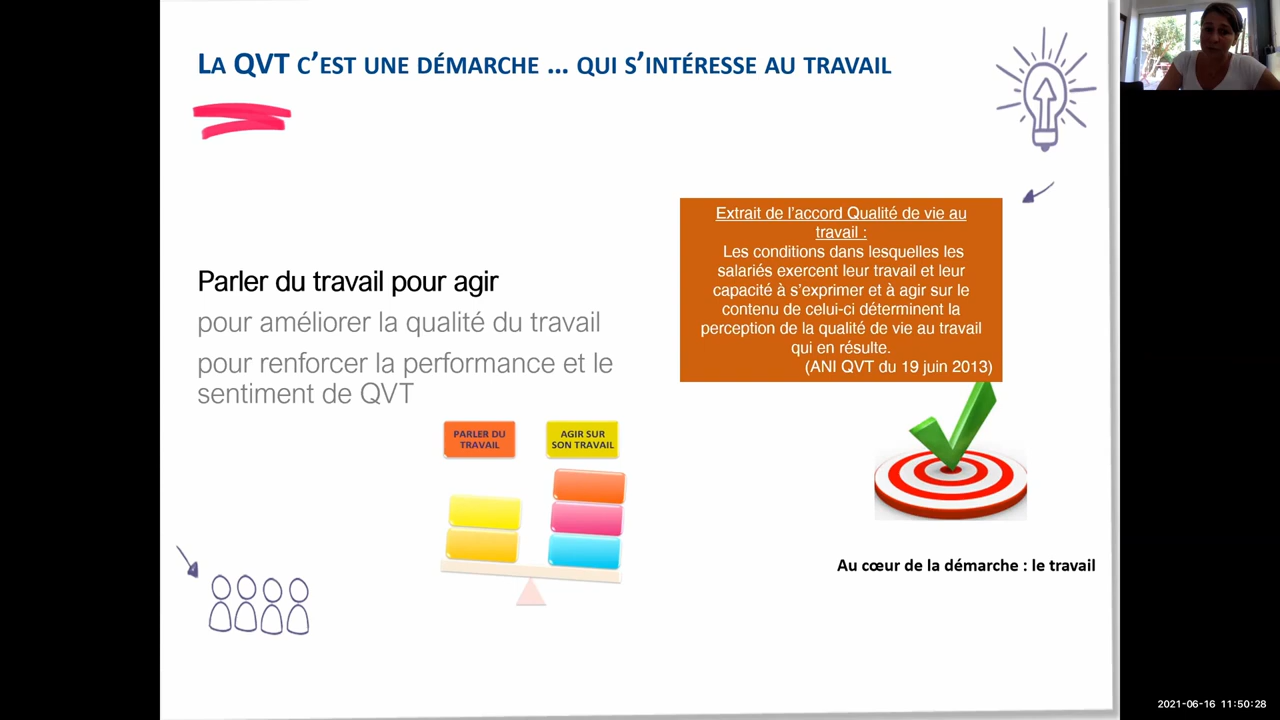 LA QVT C'EST UNE DÉMARCHE ... QUI S'INTÉRESSE AU TRAVAIL
Parler du travail pour agir
pour améliorer la qualité du travail
pour renforcer la performance et le
sentiment de QVT
Extrait de l'accord Qualité de vie au
travail :
Les conditions dans lesquelles les
salariés exercent leur travail et leur
capacité à s'exprimer et à agir sur le
contenu de celui-ci déterminent la
perception de la qualité de vie au travail
qui en résulte.
(ANI QVT du 19 juin 2013)
PARLER DU
TRAVAIL
AGIR SUR
SON TRAVAIL
Au cœur de la démarche : le travail
2021-06-16 11:50:28